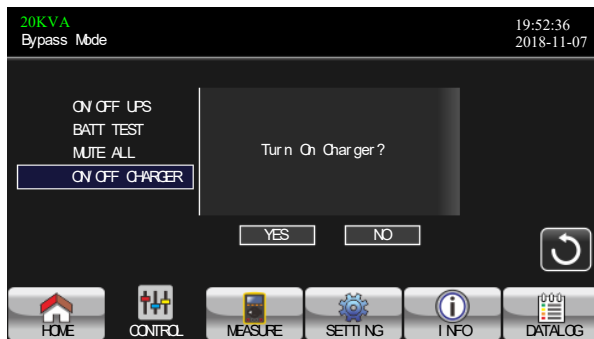 20KVA
Bypass Mode
19:52:36
2018-11-07
ON/OFF UPS
BATT TEST
MUTE ALL
ON/OFF CHARGER
Turn On Charger?
YES NO
HOME CONTROL MEASURE SETTING INFO DATALOG